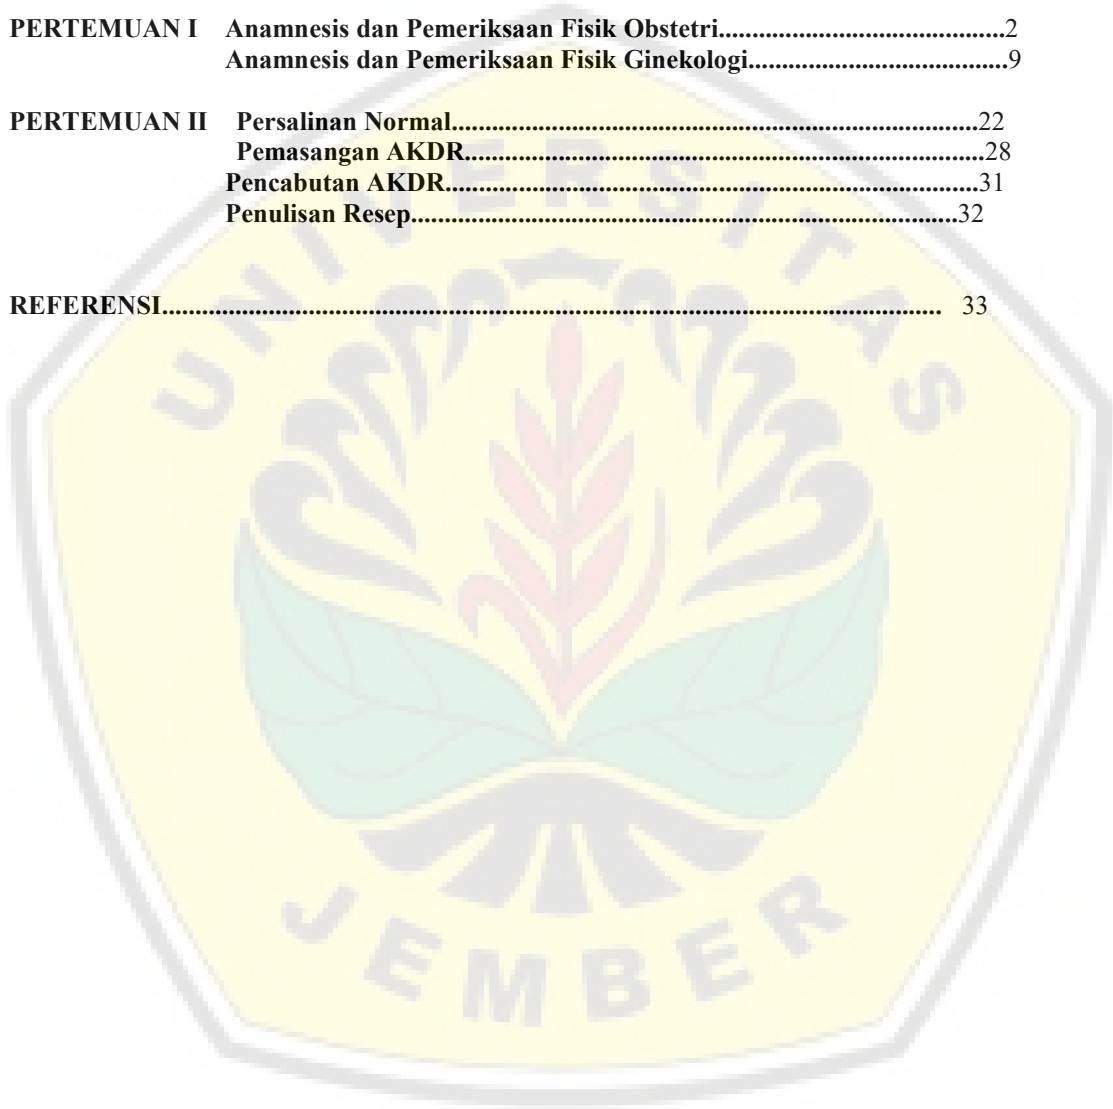 PERTEMUAN I Anamnesis dan Pemeriksaan Fisik Obstetri.........................................2
Anamnesis dan Pemeriksaan Fisik Ginekologi.....................................9
PERTEMUAN II Persalinan Normal...........................................................................22
Pemasangan AKDR..........................................................................28
Pencabutan AKDR............................................................................31
Penulisan Resep..............................................................................32
REFERENSI................................................................................................................ 33
UNIVERSITAS
JEMBER